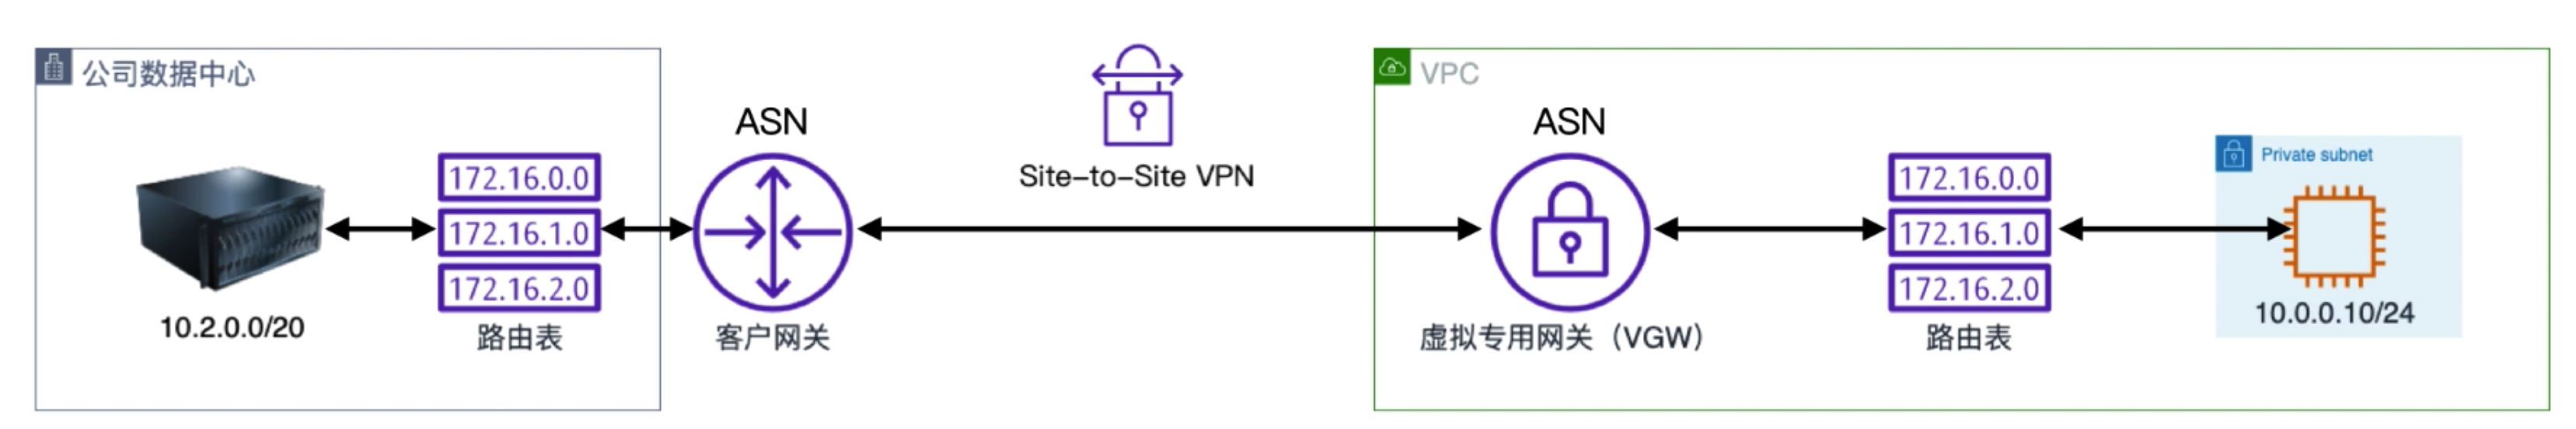 公司数据中心
10.2.0.0/20
172.16.0.0
172.16.1.0
172.16.2.0
路由表
ASN
客户网关
Site-to-Site VPN
VPC
ASN
虚拟专用网关（VGW）
172.16.0.0
172.16.1.0
172.16.2.0
路由表
Private subnet
10.0.0.10/24